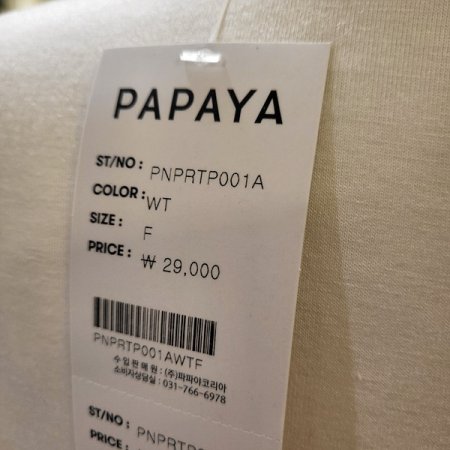 PAPAYA
ST/NO : PNPRTP001A
COLOR : WT
SIZE : F
PRICE : ₩ 29,000
PNPRTP001AWTF
수입판매원 : (주)파파야코리아
소비자상담실 : 031-766-6978
ST/NO :
PRICE :